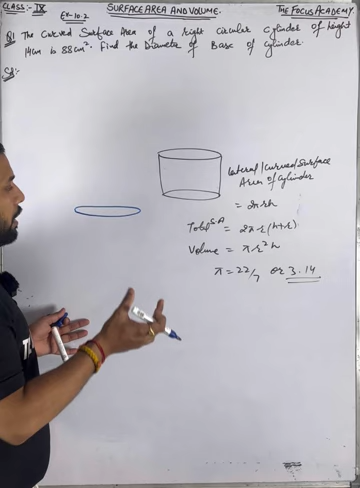 CLASS:- IX
SURFACE AREA AND VOLUME.
THE FOCUS ACADEMY
Ex-10.2
Q1 The Curved Surface Area of a right circular cylinder of height
14cm is 88cm². Find the Diameter of Base of cylinder.
Sol:
Lateral/Curved Surface
Area of Cylinder
= 2πrh
Total S.A = 2πr(h+r)
Volume = πr²h
π = 22/7 or 3.14